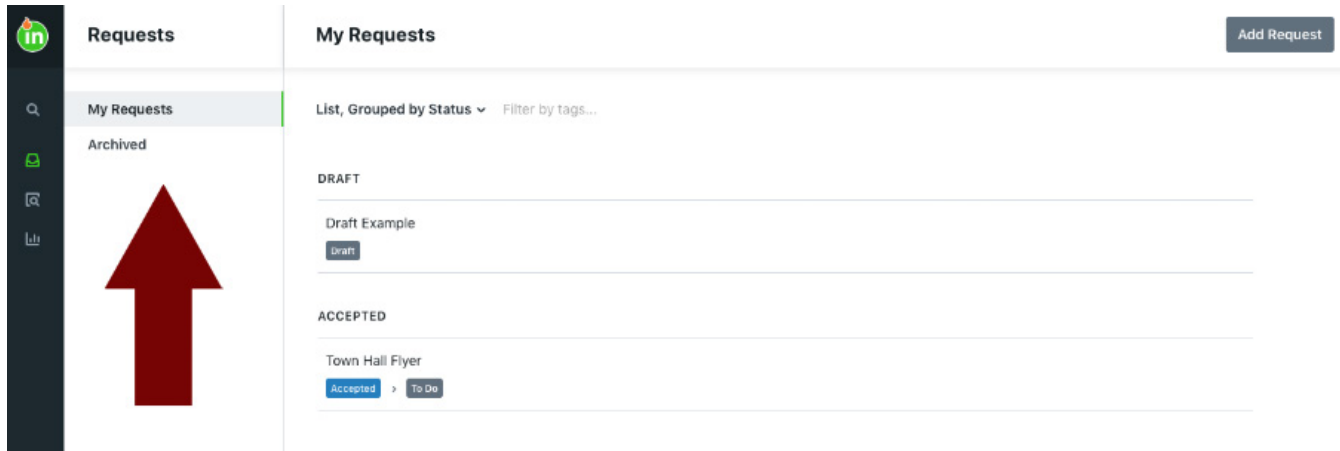 in
Requests
My Requests
Add Request
My Requests
Archived
List, Grouped by Status
Filter by tags...
DRAFT
Draft Example
Draft
ACCEPTED
Town Hall Flyer
Accepted > To Do